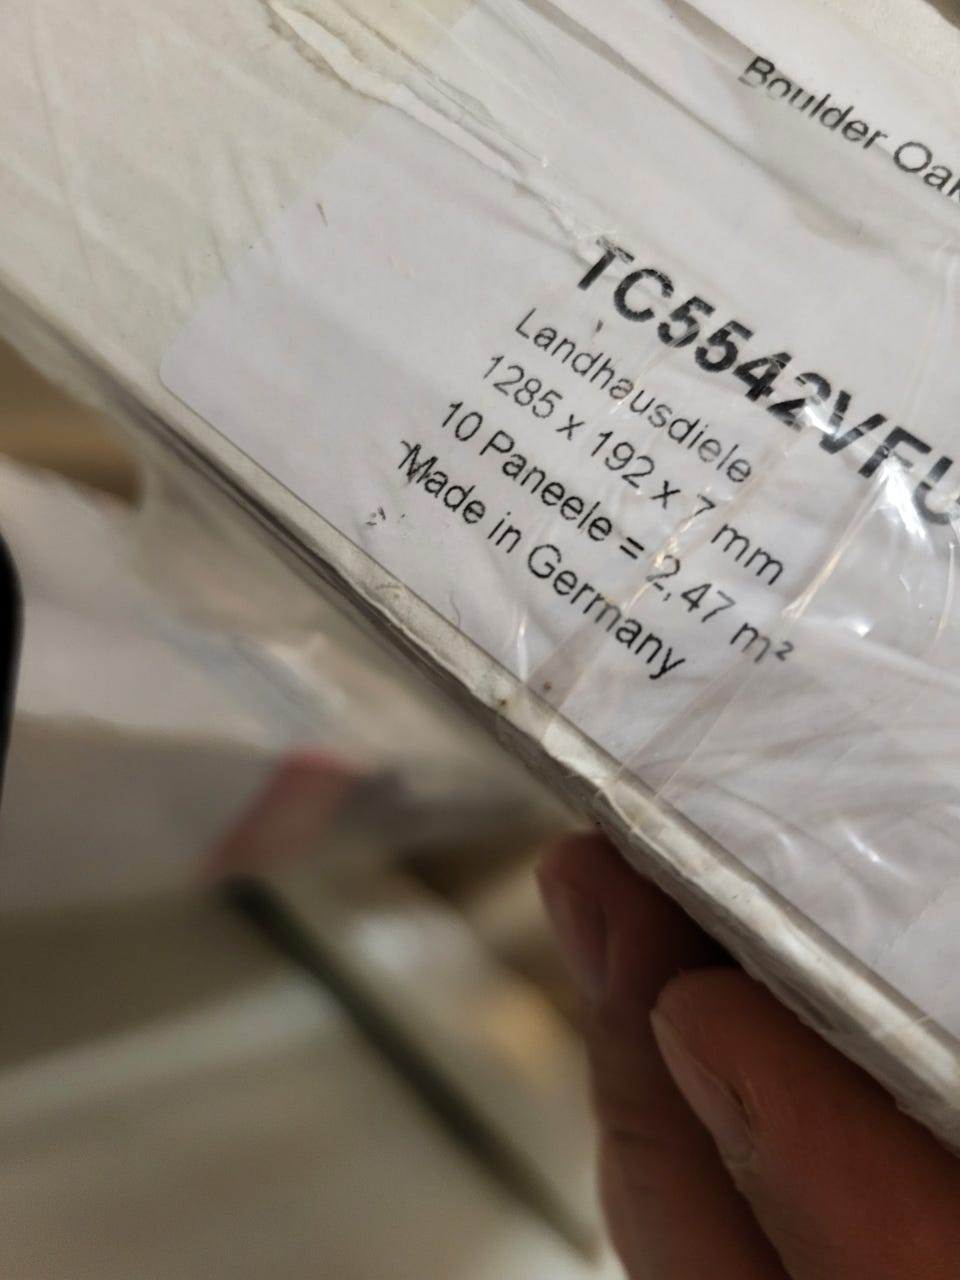 Boulder Oak
TC5542VFU
Landhausdiele
1285 x 192 x 7 mm
10 Paneele = 2,47 m²
Made in Germany